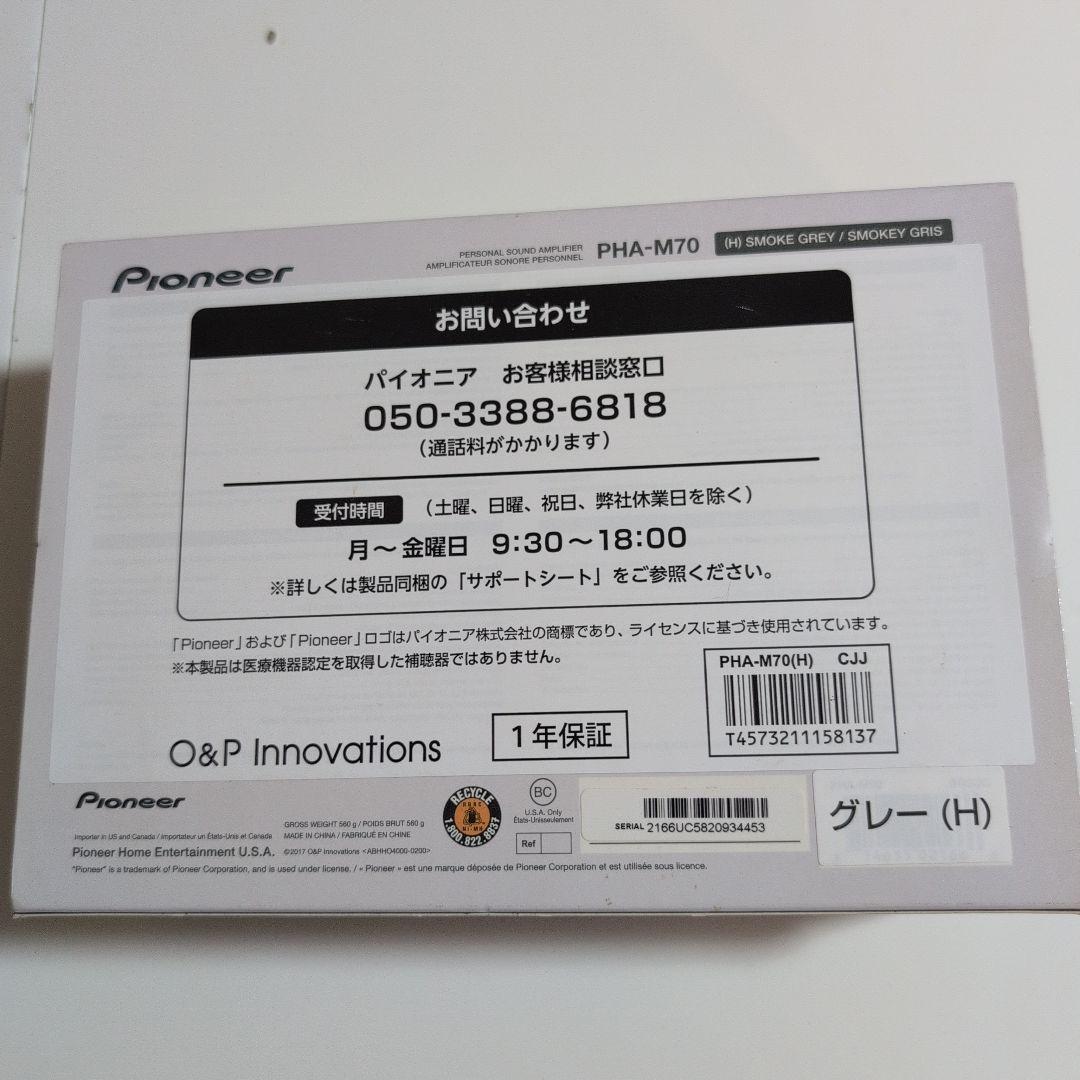 Pioneer
PERSONAL SOUND AMPLIFIER
AMPLIFICATEUR SONORE PERSONNEL
PHA-M70
(H) SMOKE GREY / SMOKEY GRIS
お問い合わせ
パイオニア お客様相談窓口
050-3388-6818
（通話料がかかります）
受付時間 （土曜、日曜、祝日、弊社休業日を除く）
月～金曜日 9:30～18:00
※詳しくは製品同梱の「サポートシート」をご参照ください。
「Pioneer」および「Pioneer」ロゴはパイオニア株式会社の商標であり、ライセンスに基づき使用されています。
※本製品は医療機器認定を取得した補聴器ではありません。
PHA-M70(H) CJJ
T4573211158137
O&P Innovations
1年保証
Pioneer
Importer in US and Canada / Importateur un États-Unis et Canada
Pioneer Home Entertainment U.S.A.
GROSS WEIGHT 560 g / POIDS BRUT 560 g
MADE IN CHINA / FABRIQUÉ EN CHINE
©2017 O&P Innovations <ABHHO4000-0200>
"Pioneer" is a trademark of Pioneer Corporation, and is used under license. / « Pioneer » est une marque déposée de Pioneer Corporation et est utilisée sous licence.
RECYCLE
RBRC
Ni-MH
1.800.822.8837
BC
U.S.A. Only
États-Unisseulement
Ref
SERIAL 2166UC5820934453
グレー(H)